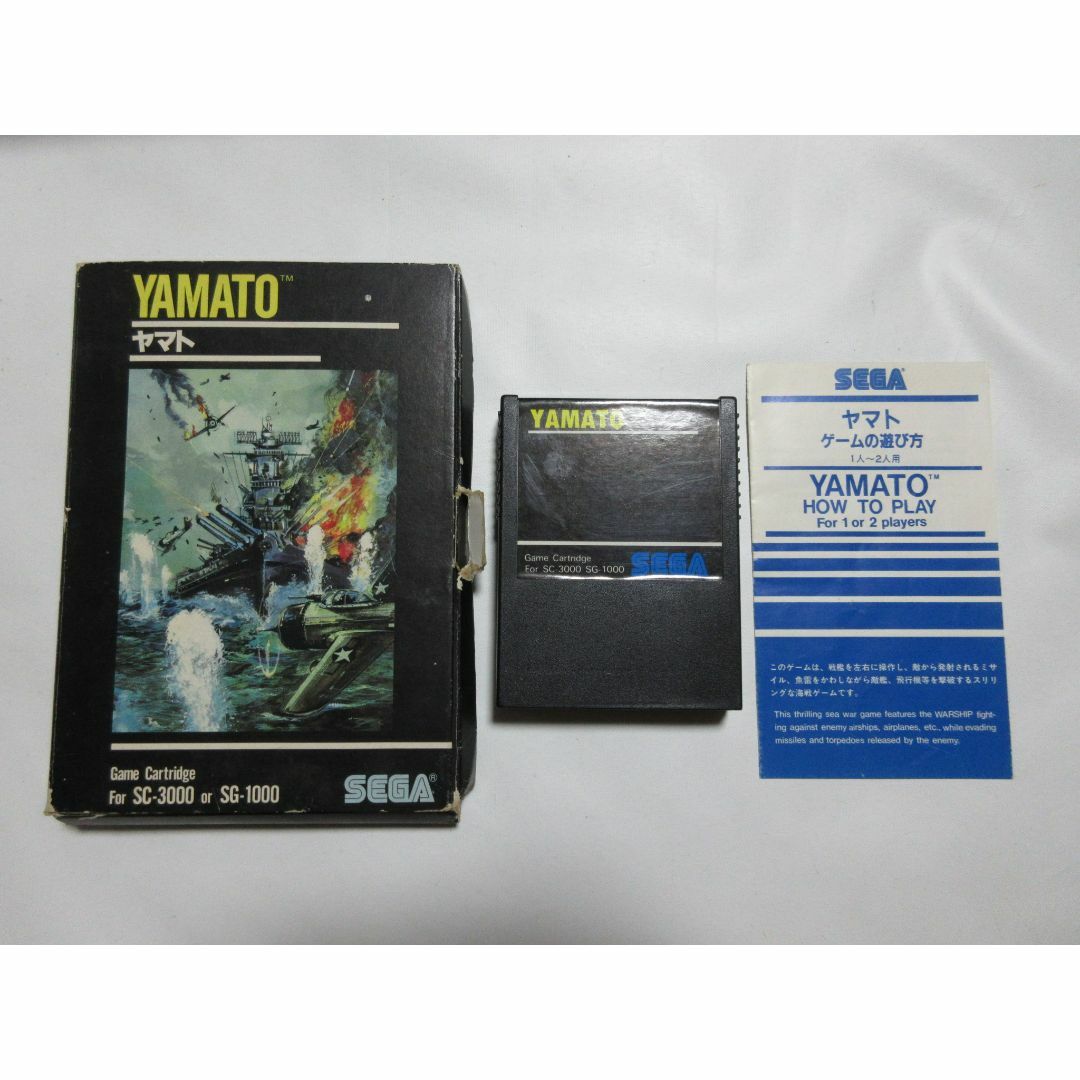 YAMATO™
ヤマト
Game Cartridge
For SC-3000 or SG-1000
SEGA®
YAMATO
Game Cartridge
For SC-3000 SG-1000
SEGA
SEGA
ヤマト
ゲームの遊び方
1人〜2人用
YAMATO™
HOW TO PLAY
For 1 or 2 players
このゲームは、戦艦を左右に操作し、敵から発射されるミサ
イル、魚雷をかわしながら敵艦、飛行機等を撃破するスリリ
ングな海戦ゲームです。
This thrilling sea war game features the WARSHIP fight-
ing against enemy airships, airplanes, etc., while evading
missiles and torpedoes released by the enemy.